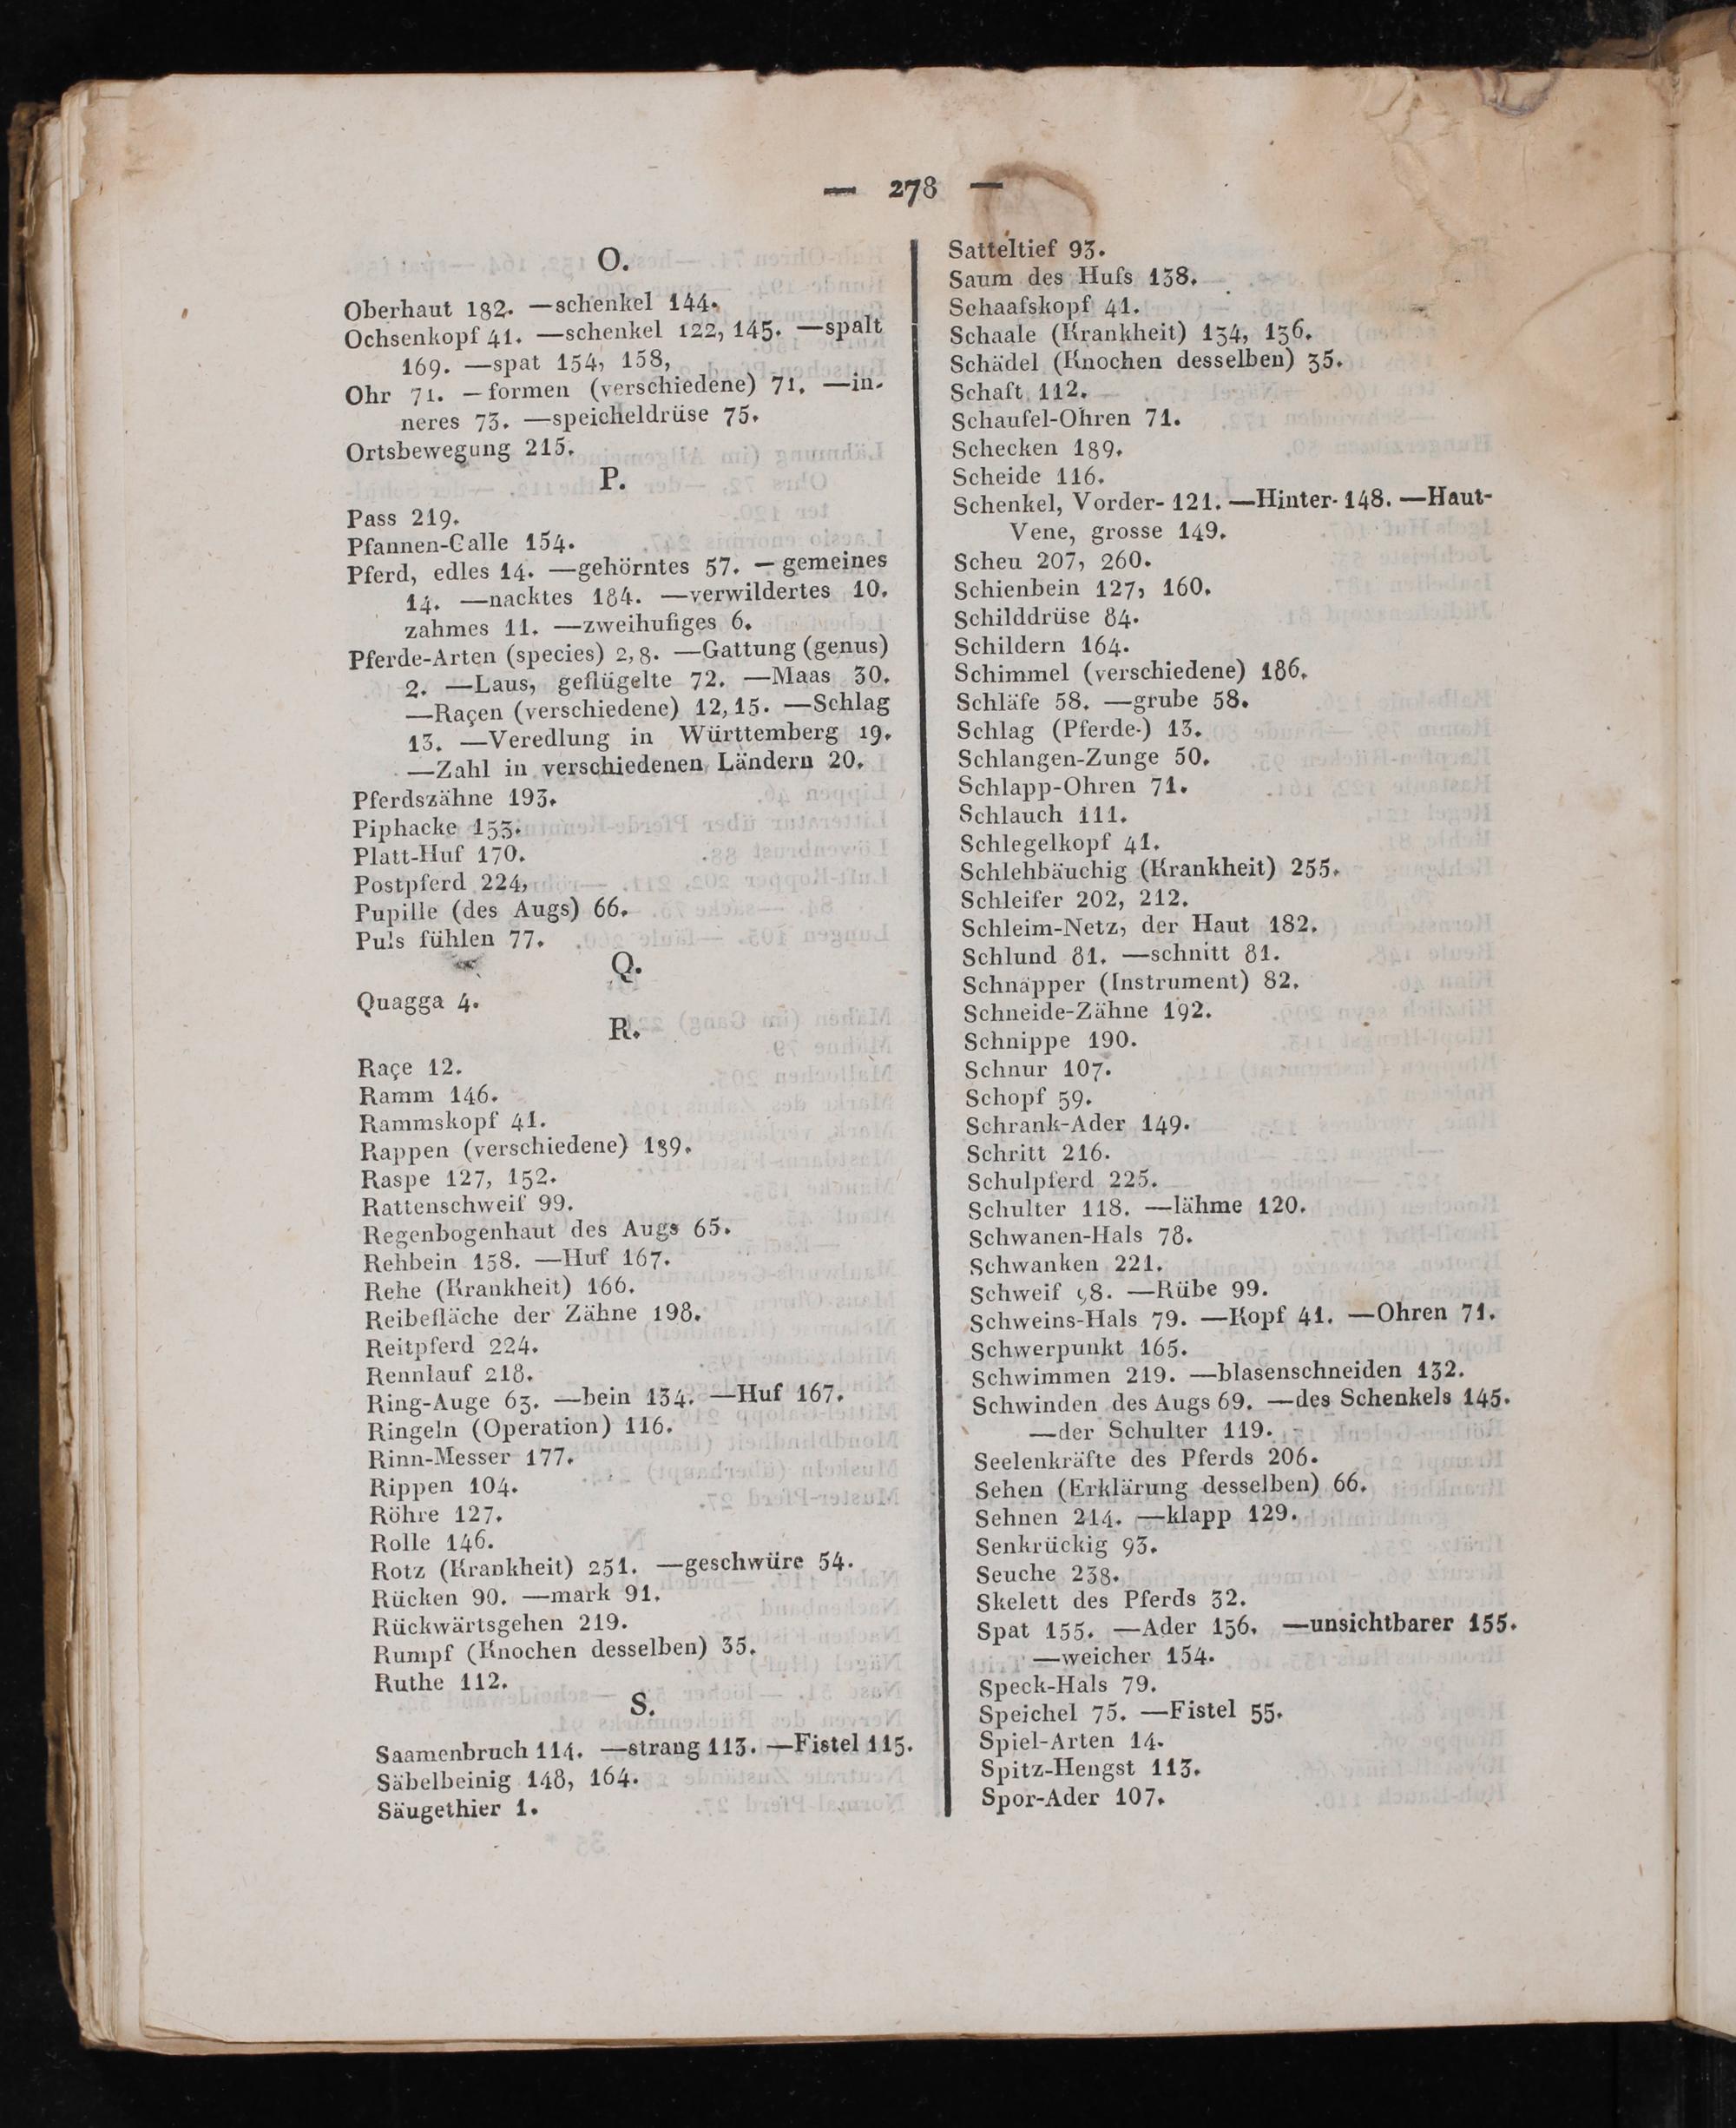 — 278 —
O.
Oberhaut 182. —schenkel 144.
Ochsenkopf 41. —schenkel 122, 145. —spalt
169. —spat 154, 158,
Ohr 71. —formen (verschiedene) 71. —in-
neres 73. —speicheldrüse 75.
Ortsbewegung 215.
P.
Pass 219.
Pfannen-Galle 154.
Pferd, edles 14. —gehörntes 57. —gemeines
14. —nacktes 184. —verwildertes 10.
zahmes 11. —zweihufiges 6.
Pferde-Arten (species) 2, 8. —Gattung (genus)
2. —Laus, geflügelte 72. —Maas 30.
—Raçen (verschiedene) 12, 15. —Schlag
13. —Veredlung in Württemberg 19.
—Zahl in verschiedenen Ländern 20.
Pferdszähne 193.
Piphacke 153.
Platt-Huf 170.
Postpferd 224,
Pupille (des Augs) 66.
Puls fühlen 77.
Q.
Quagga 4.
R.
Raçe 12.
Ramm 146.
Rammskopf 41.
Rappen (verschiedene) 189.
Raspe 127, 152.
Rattenschweif 99.
Regenbogenhaut des Augs 65.
Rehbein 158. —Huf 167.
Rehe (Krankheit) 166.
Reibefläche der Zähne 198.
Reitpferd 224.
Rennlauf 218.
Ring-Auge 63. —bein 134. —Huf 167.
Ringeln (Operation) 116.
Rinn-Messer 177.
Rippen 104.
Röhre 127.
Rolle 146.
Rotz (Krankheit) 251. —geschwüre 54.
Rücken 90. —mark 91.
Rückwärtsgehen 219.
Rumpf (Knochen desselben) 35.
Ruthe 112.
S.
Saamenbruch 114. —strang 113. —Fistel 115.
Säbelbeinig 148, 164.
Säugethier 1.
Satteltief 93.
Saum des Hufs 138.
Schaafskopf 41.
Schaale (Krankheit) 134, 136.
Schädel (Knochen desselben) 35.
Schaft 112.
Schaufel-Ohren 71.
Schecken 189.
Scheide 116.
Schenkel, Vorder- 121. —Hinter- 148. —Haut-
Vene, grosse 149.
Scheu 207, 260.
Schienbein 127, 160.
Schilddrüse 84.
Schildern 164.
Schimmel (verschiedene) 186.
Schläfe 58. —grube 58.
Schlag (Pferde-) 13.
Schlangen-Zunge 50.
Schlapp-Ohren 71.
Schlauch 111.
Schlegelkopf 41.
Schlehbäuchig (Krankheit) 255.
Schleifer 202, 212.
Schleim-Netz, der Haut 182.
Schlund 81. —schnitt 81.
Schnäpper (Instrument) 82.
Schneide-Zähne 192.
Schnippe 190.
Schnur 107.
Schopf 59.
Schrank-Ader 149.
Schritt 216.
Schulpferd 225.
Schulter 118. —lähme 120.
Schwanen-Hals 78.
Schwanken 221.
Schweif 98. —Rübe 99.
Schweins-Hals 79. —Kopf 41. —Ohren 71.
Schwerpunkt 165.
Schwimmen 219. —blasenschneiden 132.
Schwinden des Augs 69. —des Schenkels 145.
—der Schulter 119.
Seelenkräfte des Pferds 206.
Sehen (Erklärung desselben) 66.
Sehnen 214. —klapp 129.
Senkrückig 93.
Seuche 238.
Skelett des Pferds 32.
Spat 155. —Ader 156. —unsichtbarer 155.
—weicher 154.
Speck-Hals 79.
Speichel 75. —Fistel 55.
Spiel-Arten 14.
Spitz-Hengst 113.
Spor-Ader 107.